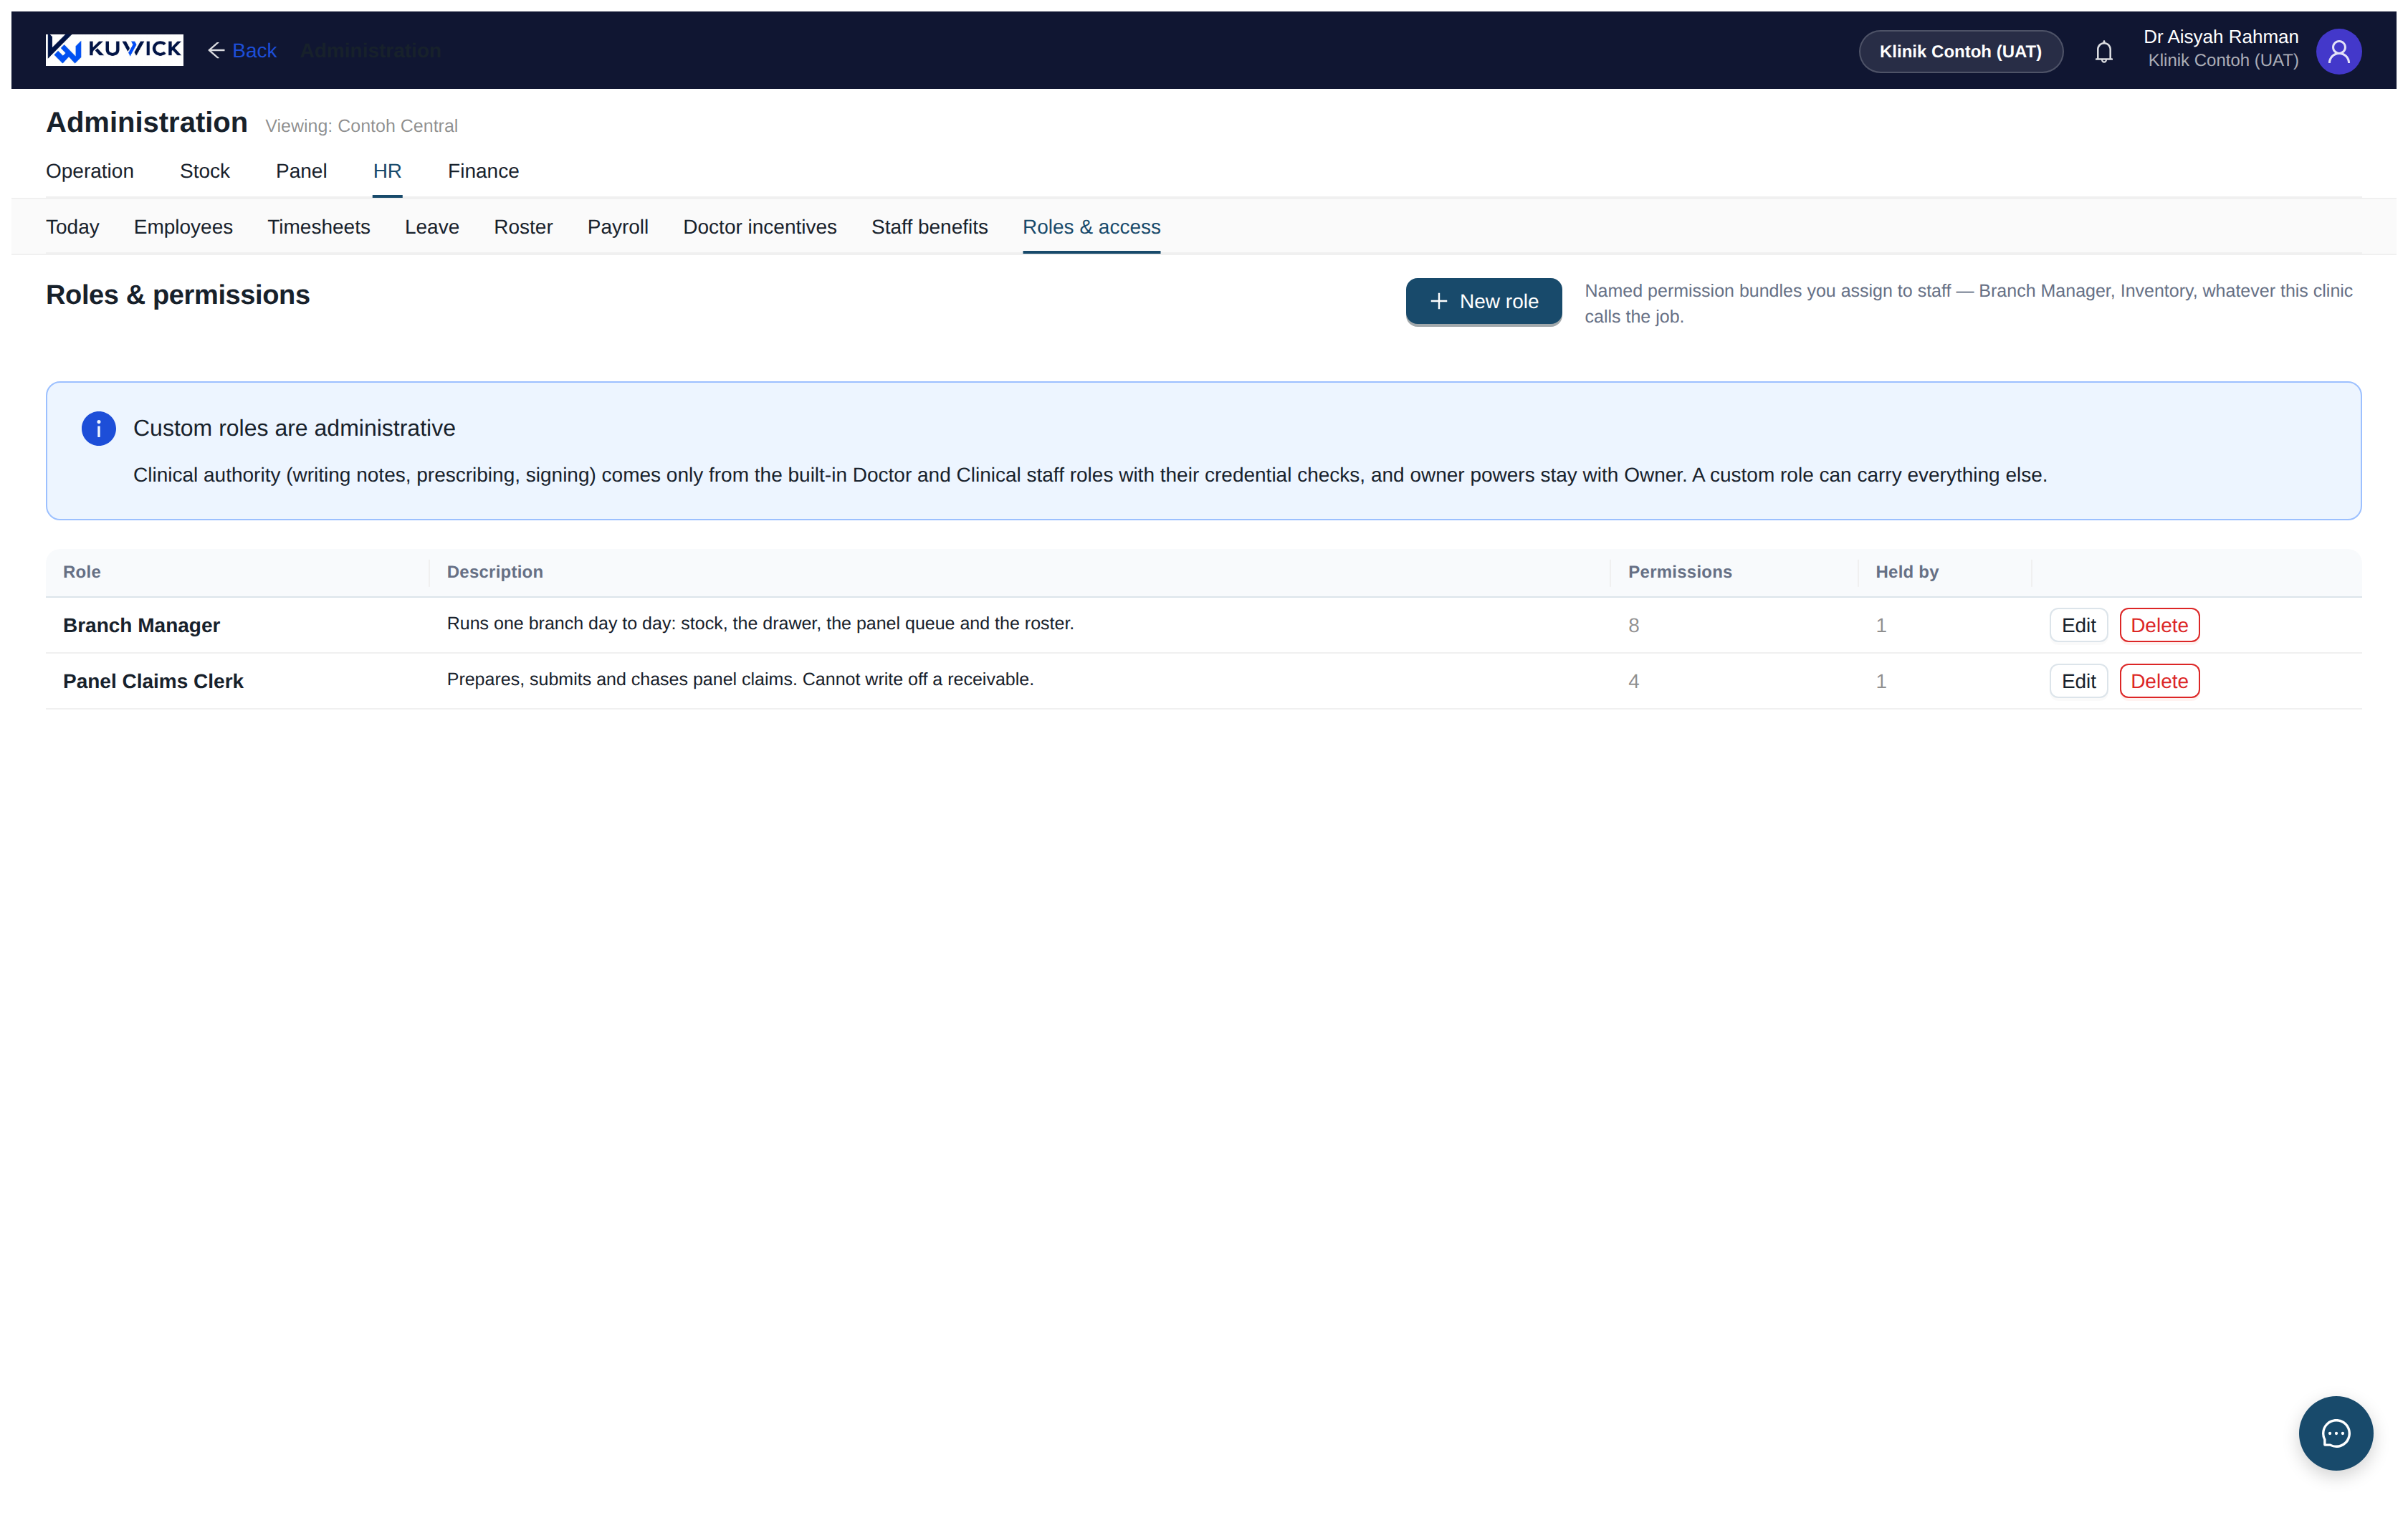 KUWICK
Back
Administration
Klinik Contoh (UAT)
Dr Aisyah Rahman
Klinik Contoh (UAT)
Administration
Viewing: Contoh Central
Operation
Stock
Panel
HR
Finance
Today
Employees
Timesheets
Leave
Roster
Payroll
Doctor incentives
Staff benefits
Roles & access
Roles & permissions
New role
Named permission bundles you assign to staff — Branch Manager, Inventory, whatever this clinic
calls the job.
Custom roles are administrative
Clinical authority (writing notes, prescribing, signing) comes only from the built-in Doctor and Clinical staff roles with their credential checks, and owner powers stay with Owner. A custom role can carry everything else.
Role
Description
Permissions
Held by
Branch Manager
Runs one branch day to day: stock, the drawer, the panel queue and the roster.
8
1
Edit
Delete
Panel Claims Clerk
Prepares, submits and chases panel claims. Cannot write off a receivable.
4
1
Edit
Delete